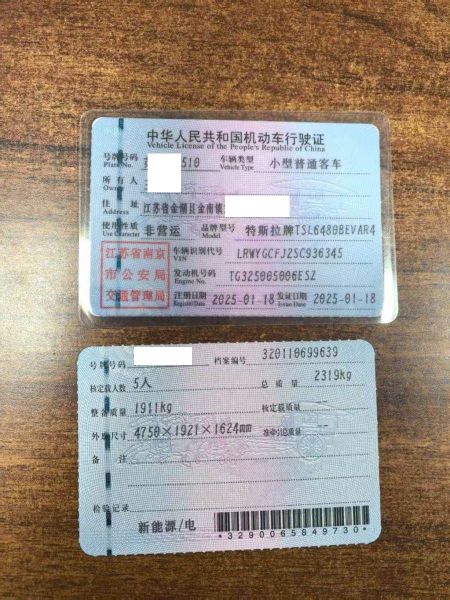 中华人民共和国机动车行驶证
Vehicle License of the People's Republic of China
号牌号码 510 车辆类型 小型普通客车
Plate No. Vehicle Type
所有人
Owner
住址 江苏省金湖县金南镇
Address
使用性质 非营运 品牌型号 特斯拉牌TSL6480BEVAR4
Use Character Model
江苏省南京 车辆识别代号 LRWYGCFJ2SC936345
VIN
市公安局 发动机号码 TG325005006ESZ
Engine No.
交通管理局 注册日期 2025-01-18 发证日期 2025-01-18
Register Date Issue Date
号牌号码 档案编号 320110699639
核定载人数 5人 总质量 2319kg
整备质量 1911kg 核定载质量 --
外廓尺寸 4750×1921×1624mm 准牵引总质量 --
备注
检验记录
新能源/电
*3290065849730*